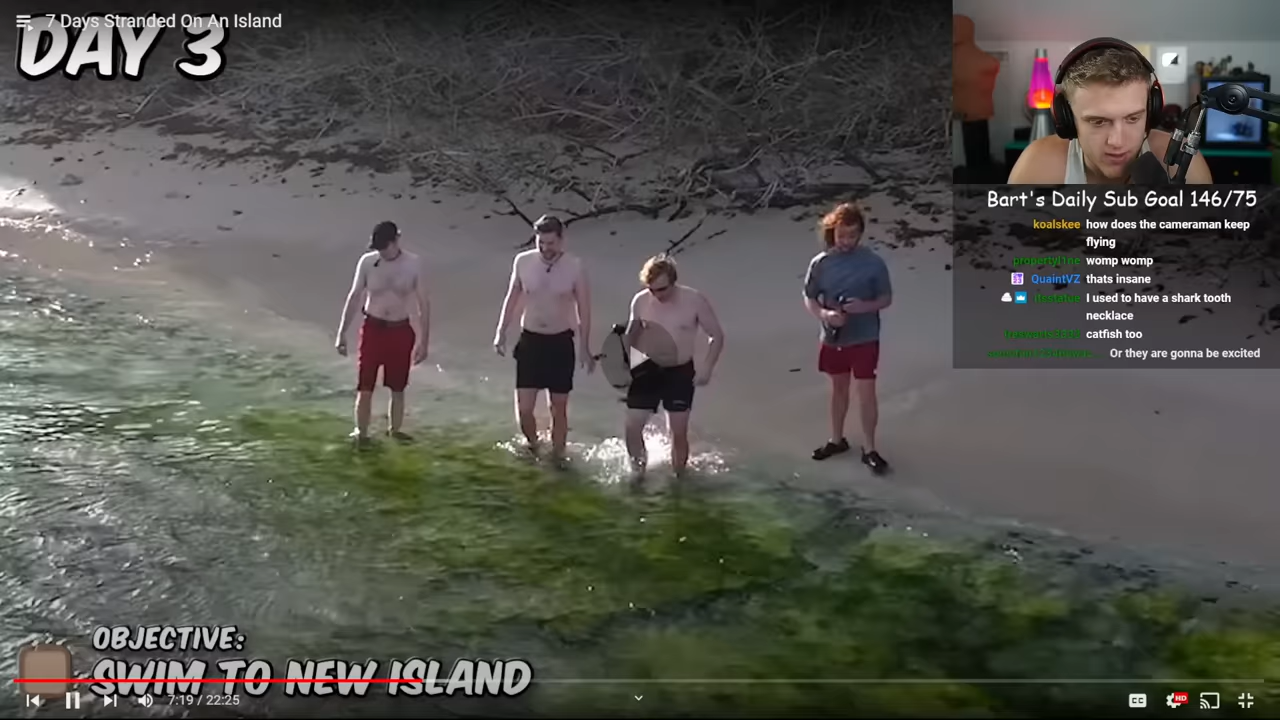 7 Days Stranded On An Island
DAY 3
Bart's Daily Sub Goal 146/75
koalskee how does the cameraman keep
flying
womp womp
QuaintVZ thats insane
I used to have a shark tooth
necklace
catfish too
Or they are gonna be excited
OBJECTIVE:
SWIM TO NEW ISLAND
7:19 / 22:25
CC
HD